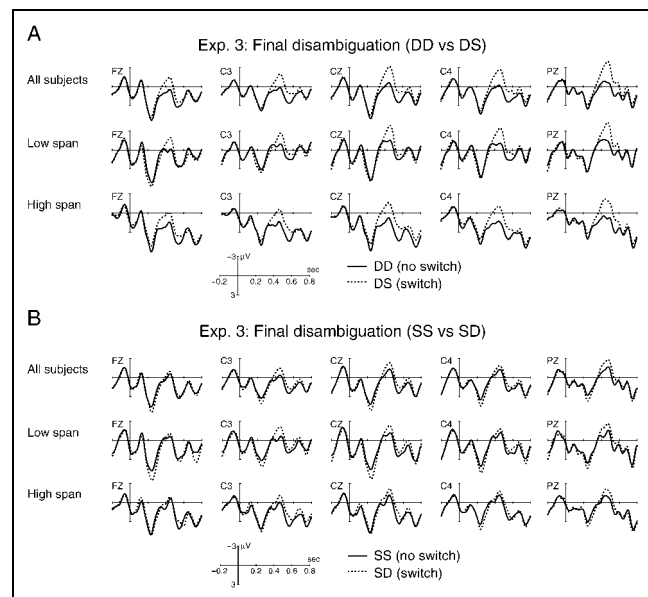 A
Exp. 3: Final disambiguation (DD vs DS)
All subjects
FZ C3 CZ C4 PZ
Low span
FZ C3 CZ C4 PZ
High span
FZ C3 CZ C4 PZ
−3 μV
sec
−0.2 0.2 0.4 0.6 0.8
3
DD (no switch)
DS (switch)
B
Exp. 3: Final disambiguation (SS vs SD)
All subjects
FZ C3 CZ C4 PZ
Low span
FZ C3 CZ C4 PZ
High span
FZ C3 CZ C4 PZ
−3 μV
sec
−0.2 0.2 0.4 0.6 0.8
3
SS (no switch)
SD (switch)